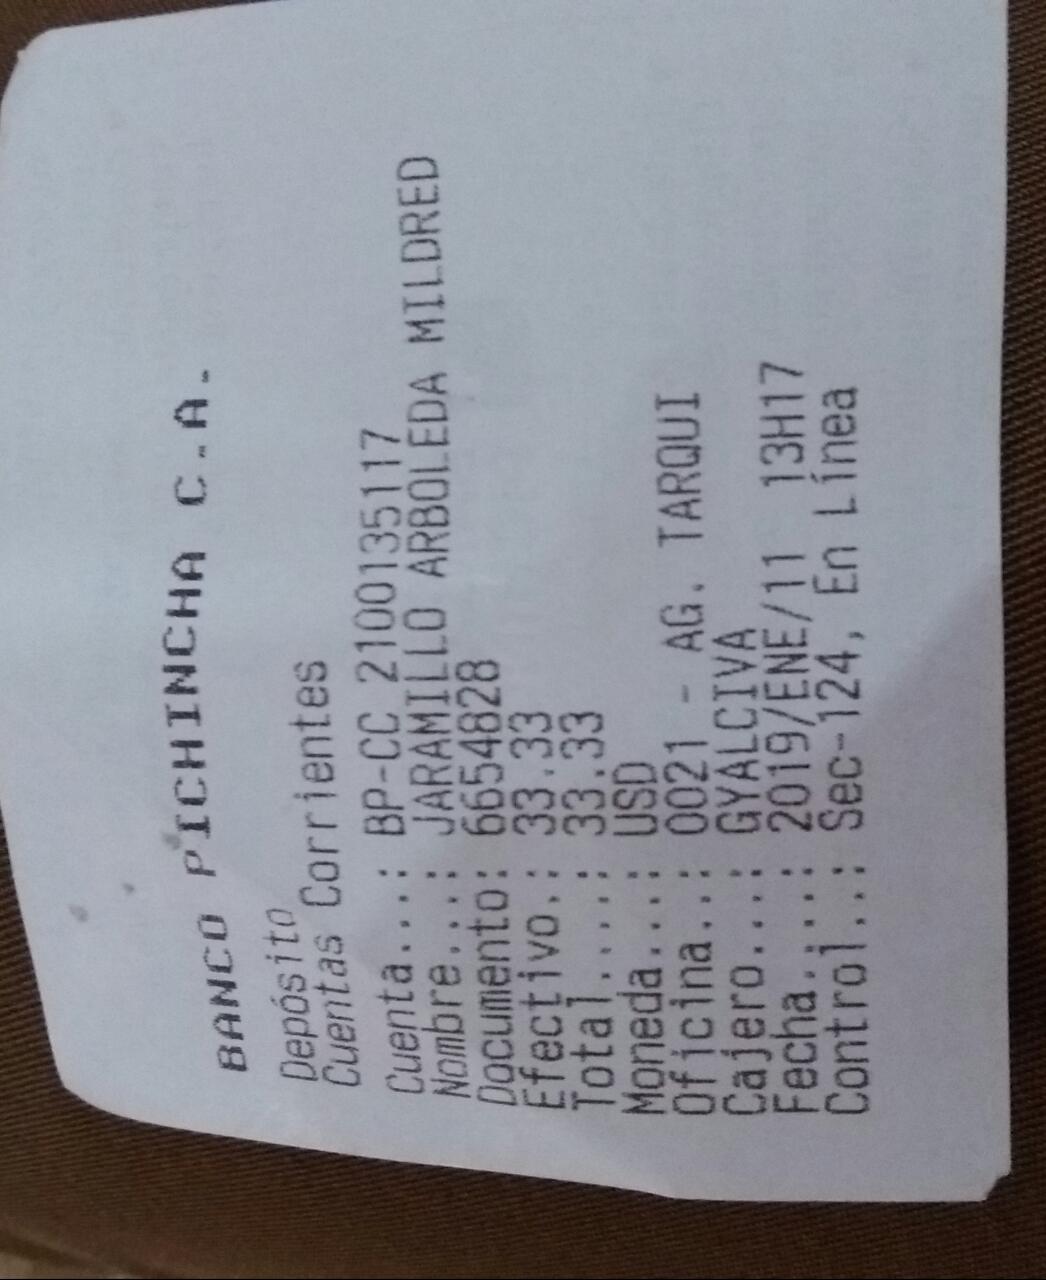 BANCO PICHINCHA C.A.
Depósito
Cuentas Corrientes
Cuenta....: BP-CC 2100135117
Nombre....: JARAMILLO ARBOLEDA MILDRED
Documento: 6654828
Efectivo.: 33.33
Total.....: 33.33
Moneda....: USD
Oficina..: 0021 - AG. TARQUI
Cajero....: GYALCIVA
Fecha.....: 2019/ENE/11 13H17
Control...: Sec-124, En Línea